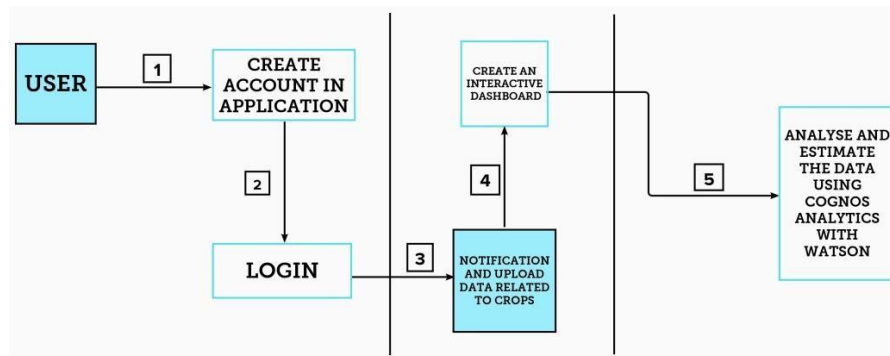 USER
1
CREATE
ACCOUNT IN
APPLICATION
2
LOGIN
3
NOTIFICATION
AND UPLOAD
DATA RELATED
TO CROPS
4
CREATE AN
INTERACTIVE
DASHBOARD
5
ANALYSE AND
ESTIMATE
THE DATA
USING
COGNOS
ANALYTICS
WITH
WATSON